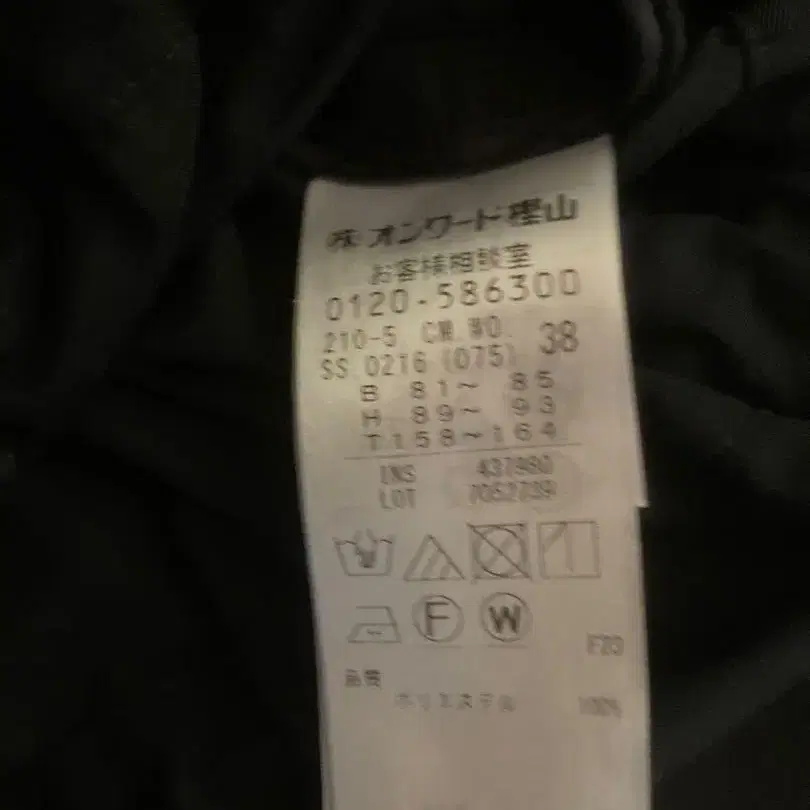 ㈱オンワード樫山
お客様相談室
0120-586300
210-5 CM.WO. 38
SS 0216 (075)
B 81〜 85
H 89〜 93
T158〜164
INS 437980
LOT 7052739
F W
品質
ポリエステル 100%